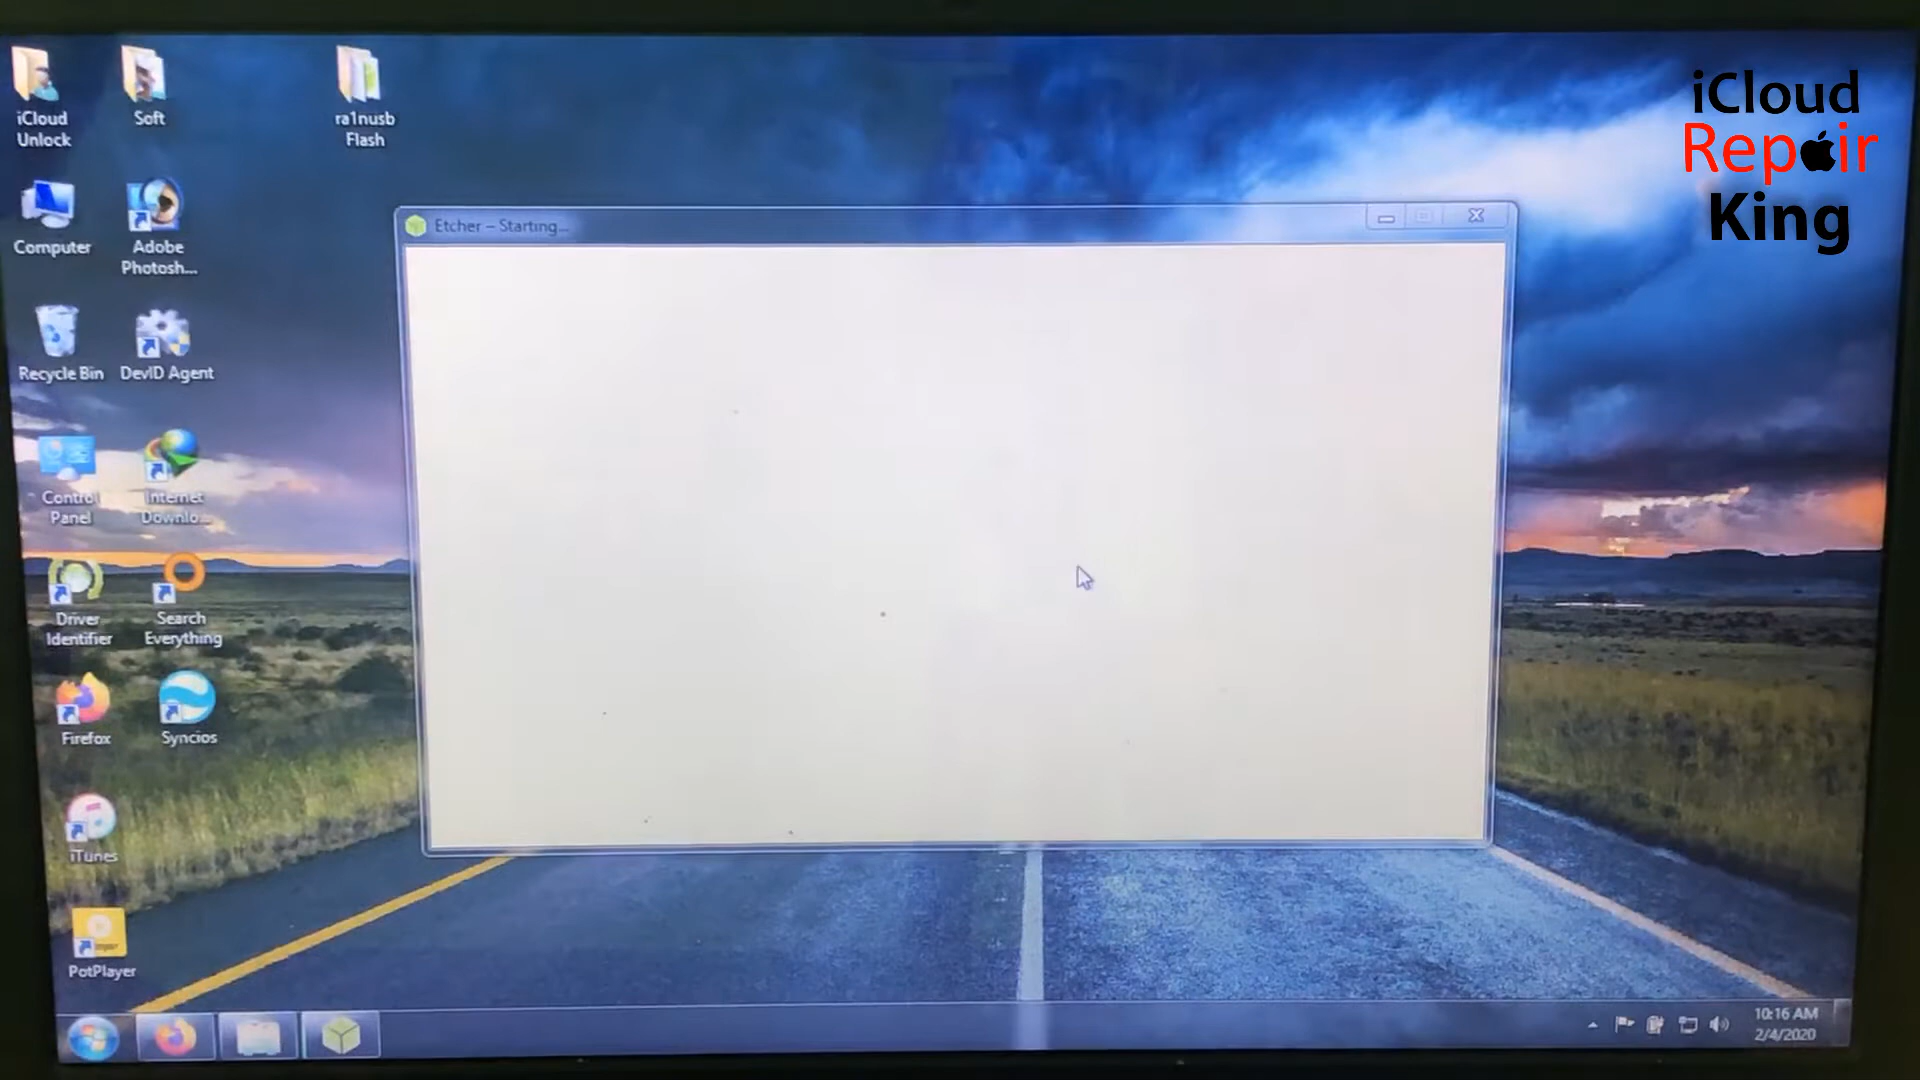 iCloud
Unlock
Soft
ra1nusb
Flash
iCloud
Repair
King
Computer
Adobe
Photosh...
Etcher – Starting...
Recycle Bin
DevID Agent
Control
Panel
Internet
Downlo...
Driver
Identifier
Search
Everything
Firefox
Syncios
iTunes
PotPlayer
10:16 AM
2/4/2020